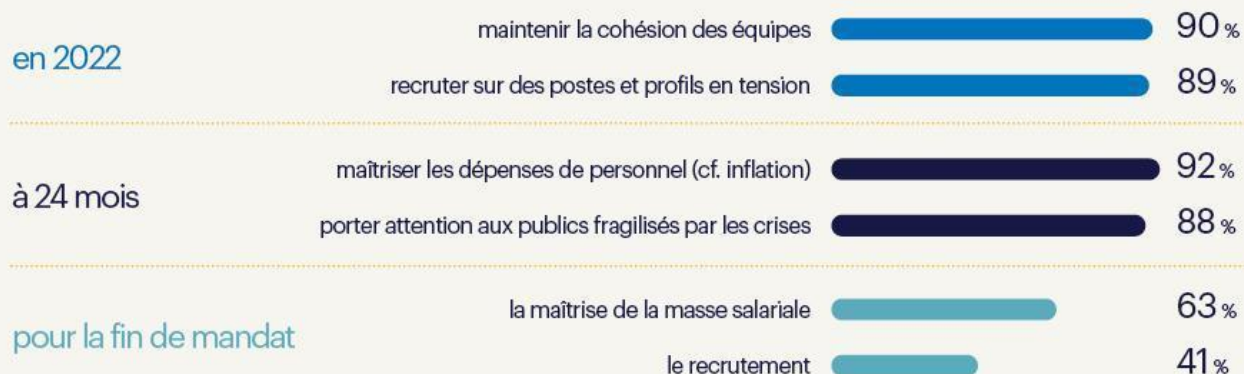 maintenir la cohésion des équipes 90 %
en 2022
recruter sur des postes et profils en tension 89 %
maîtriser les dépenses de personnel (cf. inflation) 92 %
à 24 mois
porter attention aux publics fragilisés par les crises 88 %
la maîtrise de la masse salariale 63 %
pour la fin de mandat
le recrutement 41 %